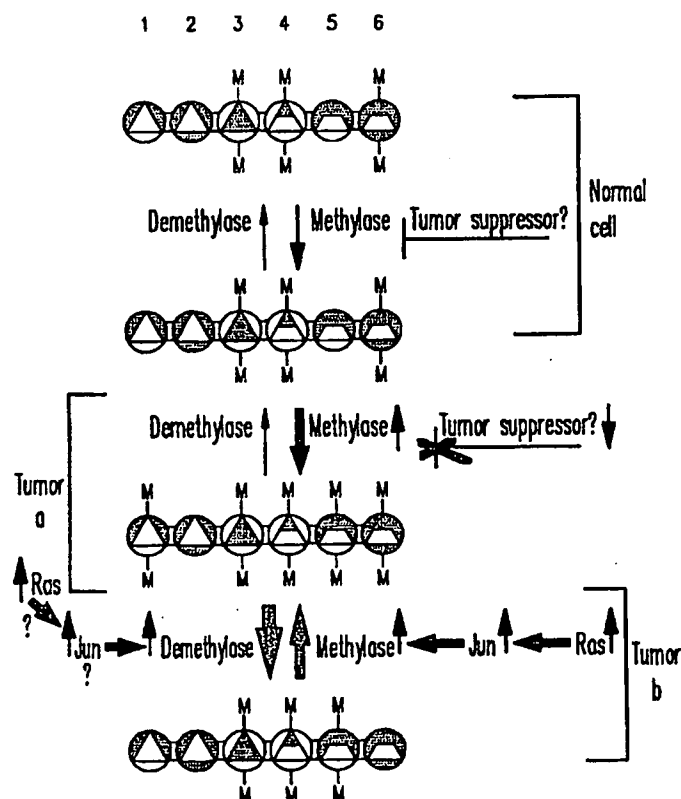 1 2 3 4 5 6
M M M
M M M
Demethylase Methylase Tumor suppressor?
Normal
cell
M M M
M M M
Demethylase Methylase Tumor suppressor?
Tumor
a
M M M M M
M M M M M
Ras
?
Jun
?
Demethylase Methylase Jun Ras
Tumor
b
M M M
M M M